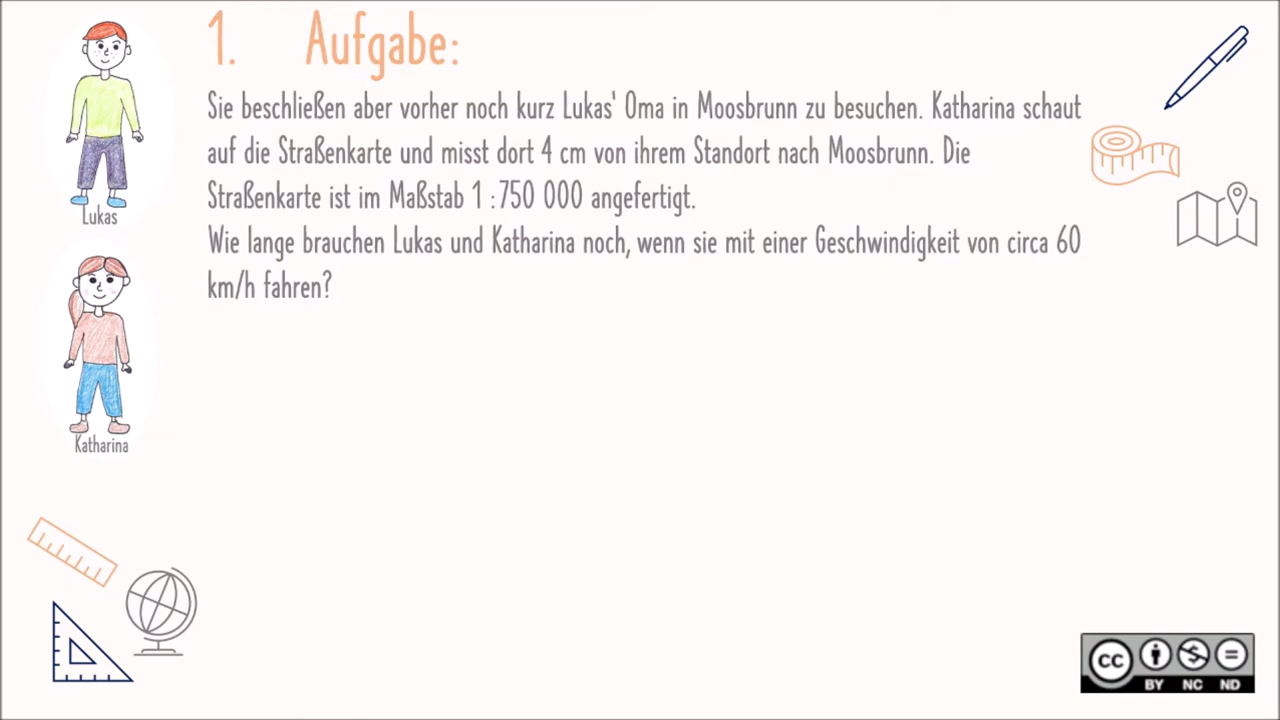 1. Aufgabe:
Sie beschließen aber vorher noch kurz Lukas' Oma in Moosbrunn zu besuchen. Katharina schaut
auf die Straßenkarte und misst dort 4 cm von ihrem Standort nach Moosbrunn. Die
Straßenkarte ist im Maßstab 1 : 750 000 angefertigt.
Wie lange brauchen Lukas und Katharina noch, wenn sie mit einer Geschwindigkeit von circa 60
km/h fahren?
Lukas
Katharina
CC
BY NC ND